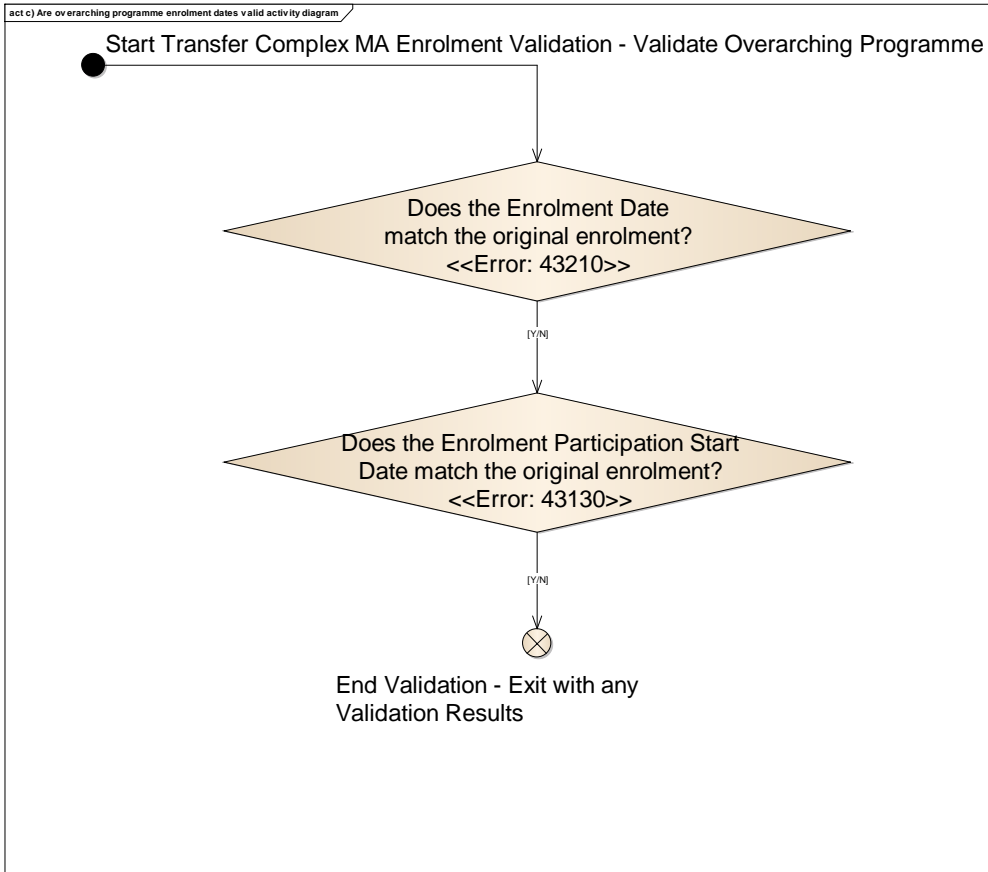 act c) Are overarching programme enrolment dates valid activity diagram
Start Transfer Complex MA Enrolment Validation - Validate Overarching Programme
Does the Enrolment Date
match the original enrolment?
<<Error: 43210>>
[Y/N]
Does the Enrolment Participation Start
Date match the original enrolment?
<<Error: 43130>>
[Y/N]
End Validation - Exit with any
Validation Results